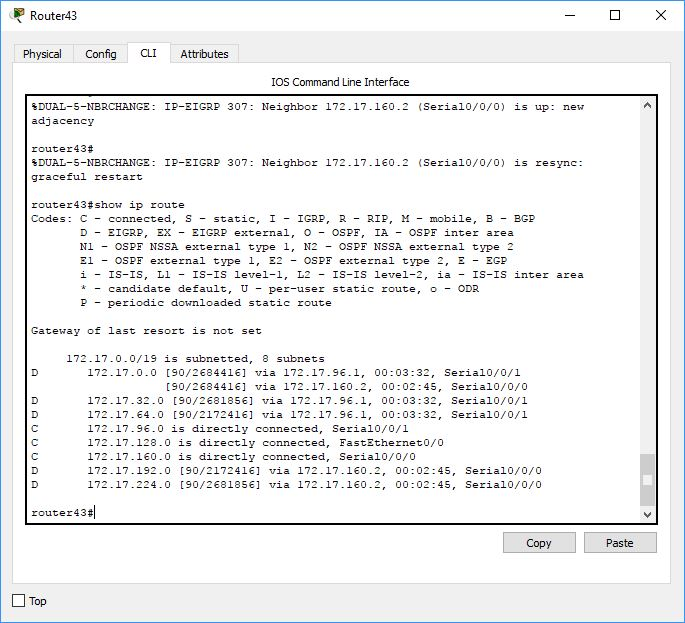 Router43
Physical Config CLI Attributes
IOS Command Line Interface
%DUAL-5-NBRCHANGE: IP-EIGRP 307: Neighbor 172.17.160.2 (Serial0/0/0) is up: new
adjacency
router43#
%DUAL-5-NBRCHANGE: IP-EIGRP 307: Neighbor 172.17.160.2 (Serial0/0/0) is resync:
graceful restart
router43#show ip route
Codes: C - connected, S - static, I - IGRP, R - RIP, M - mobile, B - BGP
D - EIGRP, EX - EIGRP external, O - OSPF, IA - OSPF inter area
N1 - OSPF NSSA external type 1, N2 - OSPF NSSA external type 2
E1 - OSPF external type 1, E2 - OSPF external type 2, E - EGP
i - IS-IS, L1 - IS-IS level-1, L2 - IS-IS level-2, ia - IS-IS inter area
* - candidate default, U - per-user static route, o - ODR
P - periodic downloaded static route
Gateway of last resort is not set
172.17.0.0/19 is subnetted, 8 subnets
D 172.17.0.0 [90/2684416] via 172.17.96.1, 00:03:32, Serial0/0/1
[90/2684416] via 172.17.160.2, 00:02:45, Serial0/0/0
D 172.17.32.0 [90/2681856] via 172.17.96.1, 00:03:32, Serial0/0/1
D 172.17.64.0 [90/2172416] via 172.17.96.1, 00:03:32, Serial0/0/1
C 172.17.96.0 is directly connected, Serial0/0/1
C 172.17.128.0 is directly connected, FastEthernet0/0
C 172.17.160.0 is directly connected, Serial0/0/0
D 172.17.192.0 [90/2172416] via 172.17.160.2, 00:02:45, Serial0/0/0
D 172.17.224.0 [90/2681856] via 172.17.160.2, 00:02:45, Serial0/0/0
router43#
Copy Paste
Top